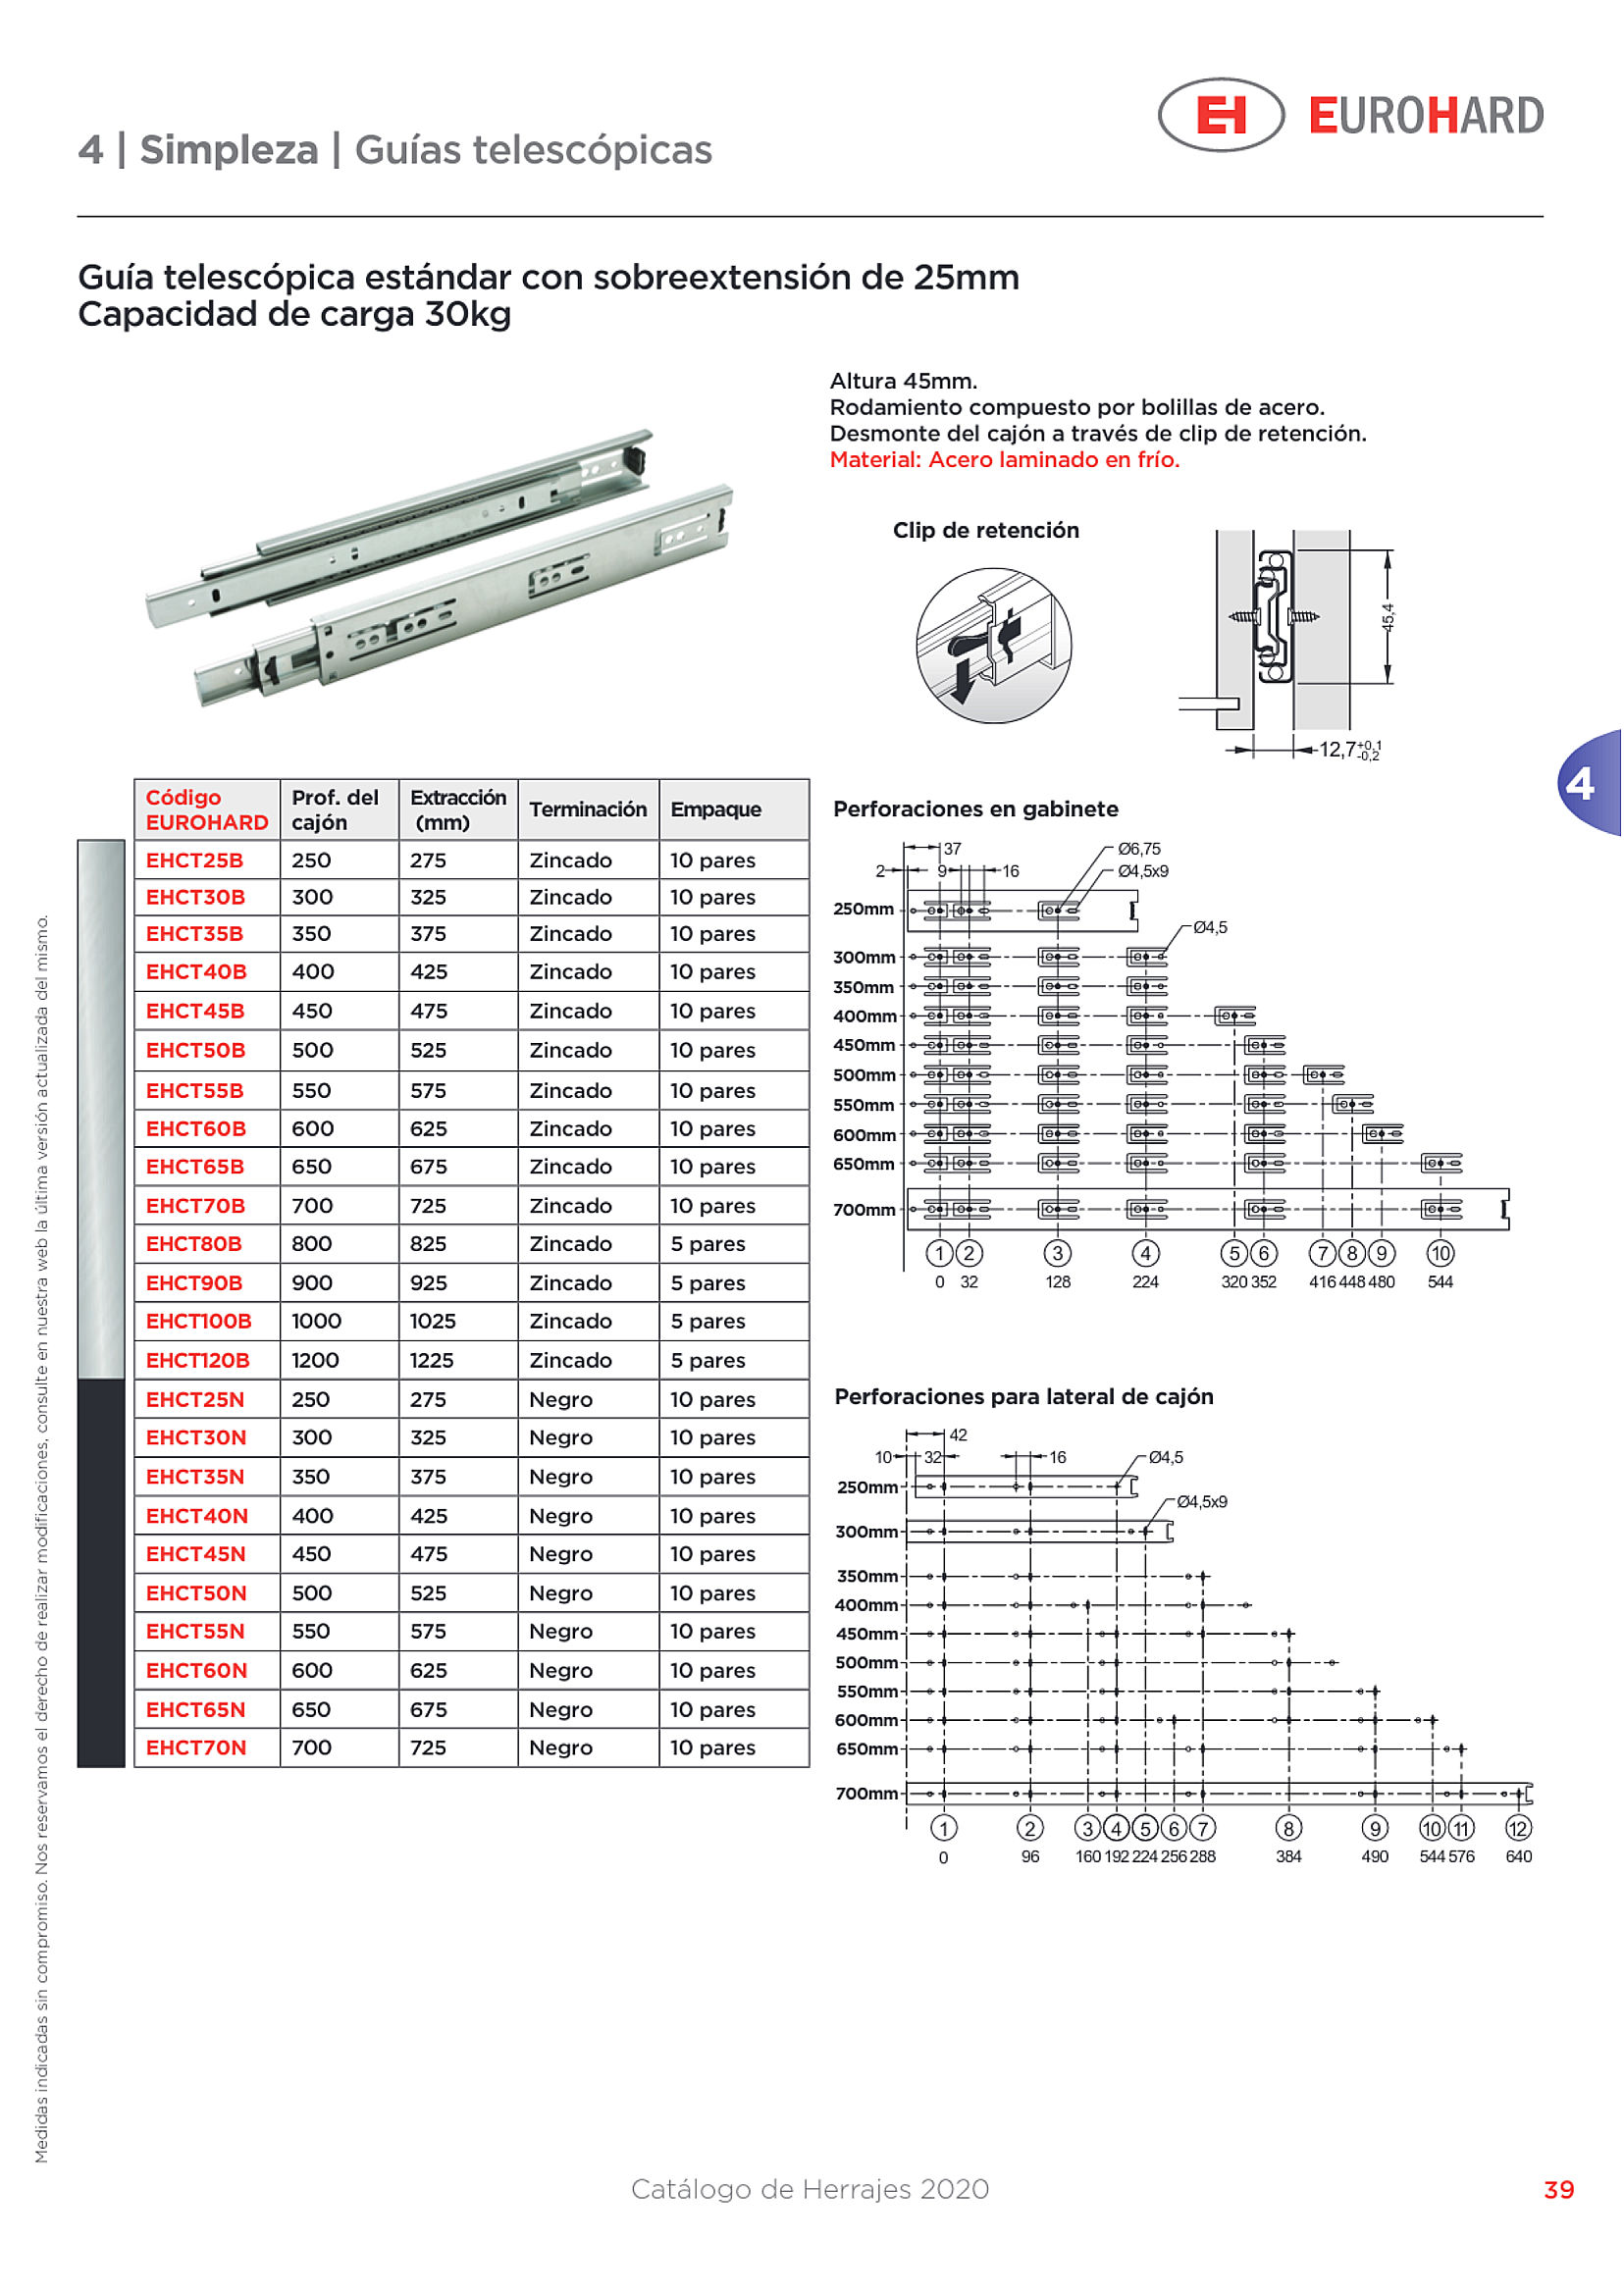 4 | Simpleza | Guías telescópicas
EH EUROHARD
Guía telescópica estándar con sobreextensión de 25mm
Capacidad de carga 30kg
Altura 45mm.
Rodamiento compuesto por bolillas de acero.
Desmonte del cajón a través de clip de retención.
Material: Acero laminado en frío.
Clip de retención
45,4
12,7 +0,1 -0,2
4
Código EUROHARD | Prof. del cajón | Extracción (mm) | Terminación | Empaque
EHCT25B 250 275 Zincado 10 pares
EHCT30B 300 325 Zincado 10 pares
EHCT35B 350 375 Zincado 10 pares
EHCT40B 400 425 Zincado 10 pares
EHCT45B 450 475 Zincado 10 pares
EHCT50B 500 525 Zincado 10 pares
EHCT55B 550 575 Zincado 10 pares
EHCT60B 600 625 Zincado 10 pares
EHCT65B 650 675 Zincado 10 pares
EHCT70B 700 725 Zincado 10 pares
EHCT80B 800 825 Zincado 5 pares
EHCT90B 900 925 Zincado 5 pares
EHCT100B 1000 1025 Zincado 5 pares
EHCT120B 1200 1225 Zincado 5 pares
EHCT25N 250 275 Negro 10 pares
EHCT30N 300 325 Negro 10 pares
EHCT35N 350 375 Negro 10 pares
EHCT40N 400 425 Negro 10 pares
EHCT45N 450 475 Negro 10 pares
EHCT50N 500 525 Negro 10 pares
EHCT55N 550 575 Negro 10 pares
EHCT60N 600 625 Negro 10 pares
EHCT65N 650 675 Negro 10 pares
EHCT70N 700 725 Negro 10 pares
Perforaciones en gabinete
37 Ø6,75
2 9 16 Ø4,5x9
250mm
Ø4,5
300mm
350mm
400mm
450mm
500mm
550mm
600mm
650mm
700mm
1 2 3 4 5 6 7 8 9 10
0 32 128 224 320 352 416 448 480 544
Perforaciones para lateral de cajón
42
10 32 16 Ø4,5
250mm
Ø4,5x9
300mm
350mm
400mm
450mm
500mm
550mm
600mm
650mm
700mm
1 2 3 4 5 6 7 8 9 10 11 12
0 96 160 192 224 256 288 384 490 544 576 640
Medidas indicadas sin compromiso. Nos reservamos el derecho de realizar modificaciones, consulte en nuestra web la última versión actualizada del mismo.
Catálogo de Herrajes 2020
39